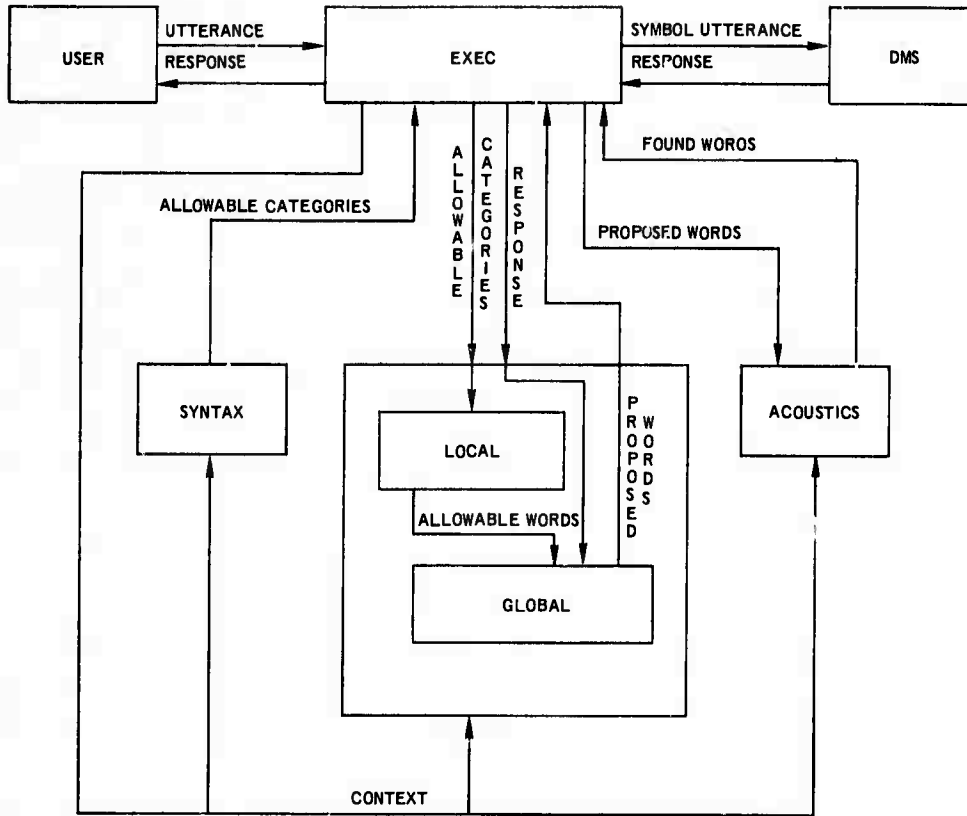 USER
UTTERANCE
RESPONSE
EXEC
SYMBOL UTTERANCE
RESPONSE
DMS
ALLOWABLE CATEGORIES
ALLOWABLE
CATEGORIES
RESPONSE
FOUND WOROS
PROPOSED WORDS
SYNTAX
LOCAL
PROPOSED
WORDS
ACOUSTICS
ALLOWABLE WORDS
GLOBAL
CONTEXT